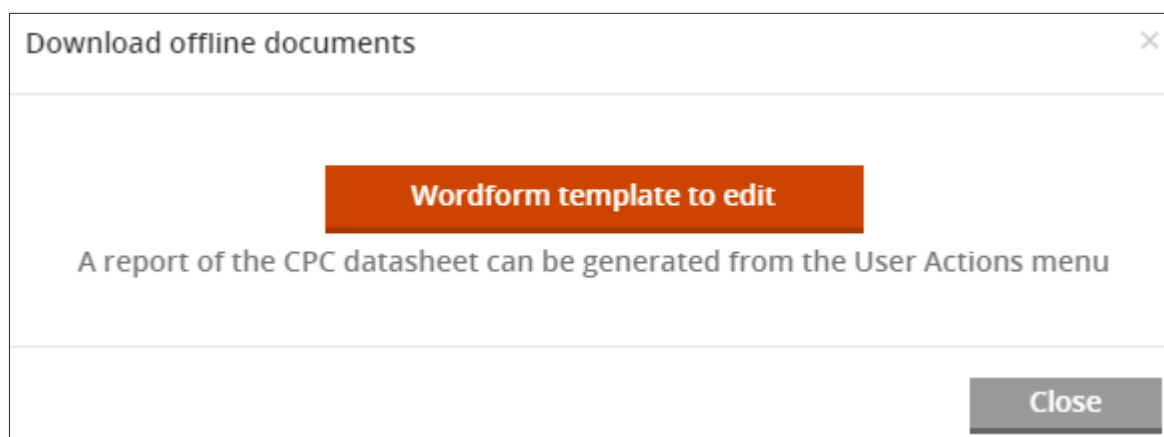 Download offline documents ×
Wordform template to edit
A report of the CPC datasheet can be generated from the User Actions menu
Close